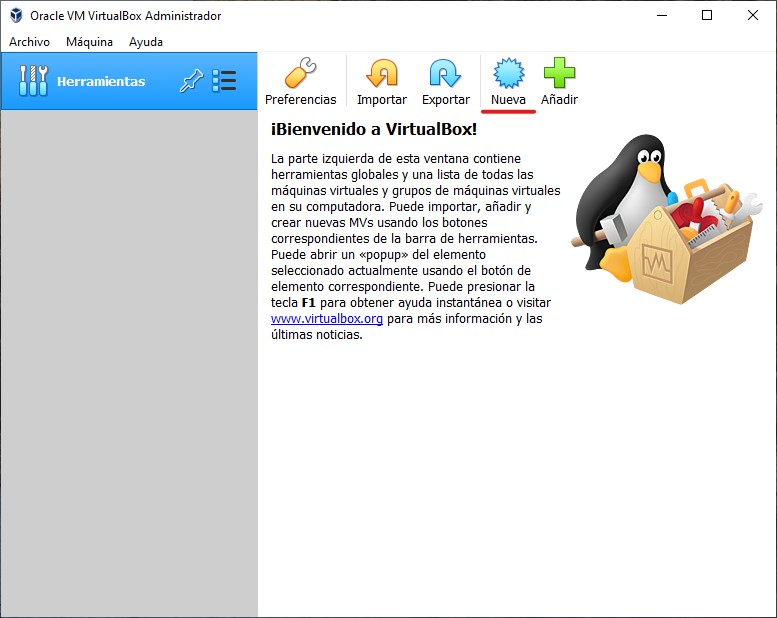 Oracle VM VirtualBox Administrador
Archivo Máquina Ayuda
Herramientas
Preferencias Importar Exportar Nueva Añadir
¡Bienvenido a VirtualBox!
La parte izquierda de esta ventana contiene
herramientas globales y una lista de todas las
máquinas virtuales y grupos de máquinas virtuales
en su computadora. Puede importar, añadir y
crear nuevas MVs usando los botones
correspondientes de la barra de herramientas.
Puede abrir un «popup» del elemento
seleccionado actualmente usando el botón de
elemento correspondiente. Puede presionar la
tecla F1 para obtener ayuda instantánea o visitar
www.virtualbox.org para más información y las
últimas noticias.